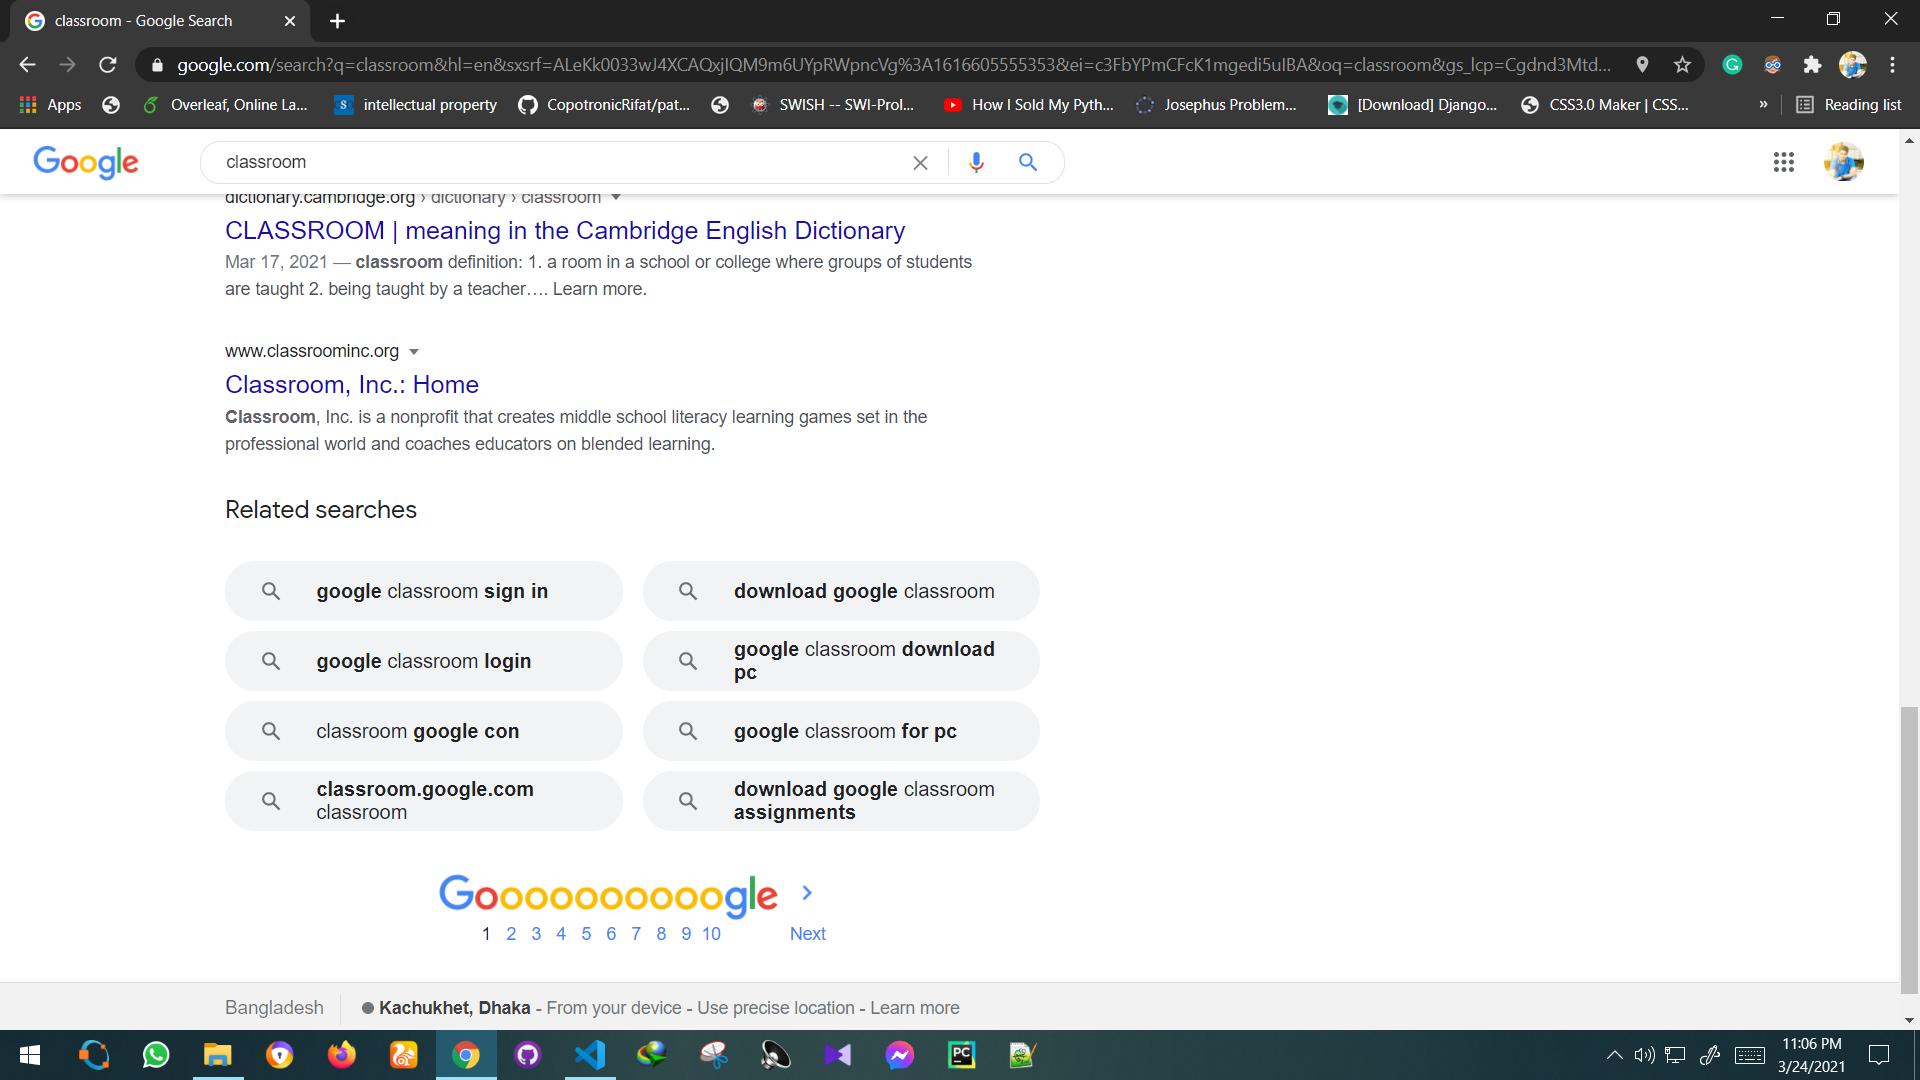 classroom - Google Search
google.com/search?q=classroom&hl=en&sxsrf=ALeKk0033wJ4XCAQxjIQM9m6UYpRWpncVg%3A1616605555353&ei=c3FbYPmCFcK1mgedi5uIBA&oq=classroom&gs_lcp=Cgdnd3Mtd...
Apps Overleaf, Online La... intellectual property CopotronicRifat/pat... SWISH -- SWI-Prol... How I Sold My Pyth... Josephus Problem... [Download] Django... CSS3.0 Maker | CSS... » Reading list
Google classroom
dictionary.cambridge.org › dictionary › classroom
CLASSROOM | meaning in the Cambridge English Dictionary
Mar 17, 2021 — classroom definition: 1. a room in a school or college where groups of students
are taught 2. being taught by a teacher…. Learn more.
www.classroominc.org
Classroom, Inc.: Home
Classroom, Inc. is a nonprofit that creates middle school literacy learning games set in the
professional world and coaches educators on blended learning.
Related searches
google classroom sign in
download google classroom
google classroom login
google classroom download
pc
classroom google con
google classroom for pc
classroom.google.com
classroom
download google classroom
assignments
Goooooooooogle
1 2 3 4 5 6 7 8 9 10 Next
Bangladesh Kachukhet, Dhaka - From your device - Use precise location - Learn more
PC
11:06 PM
3/24/2021